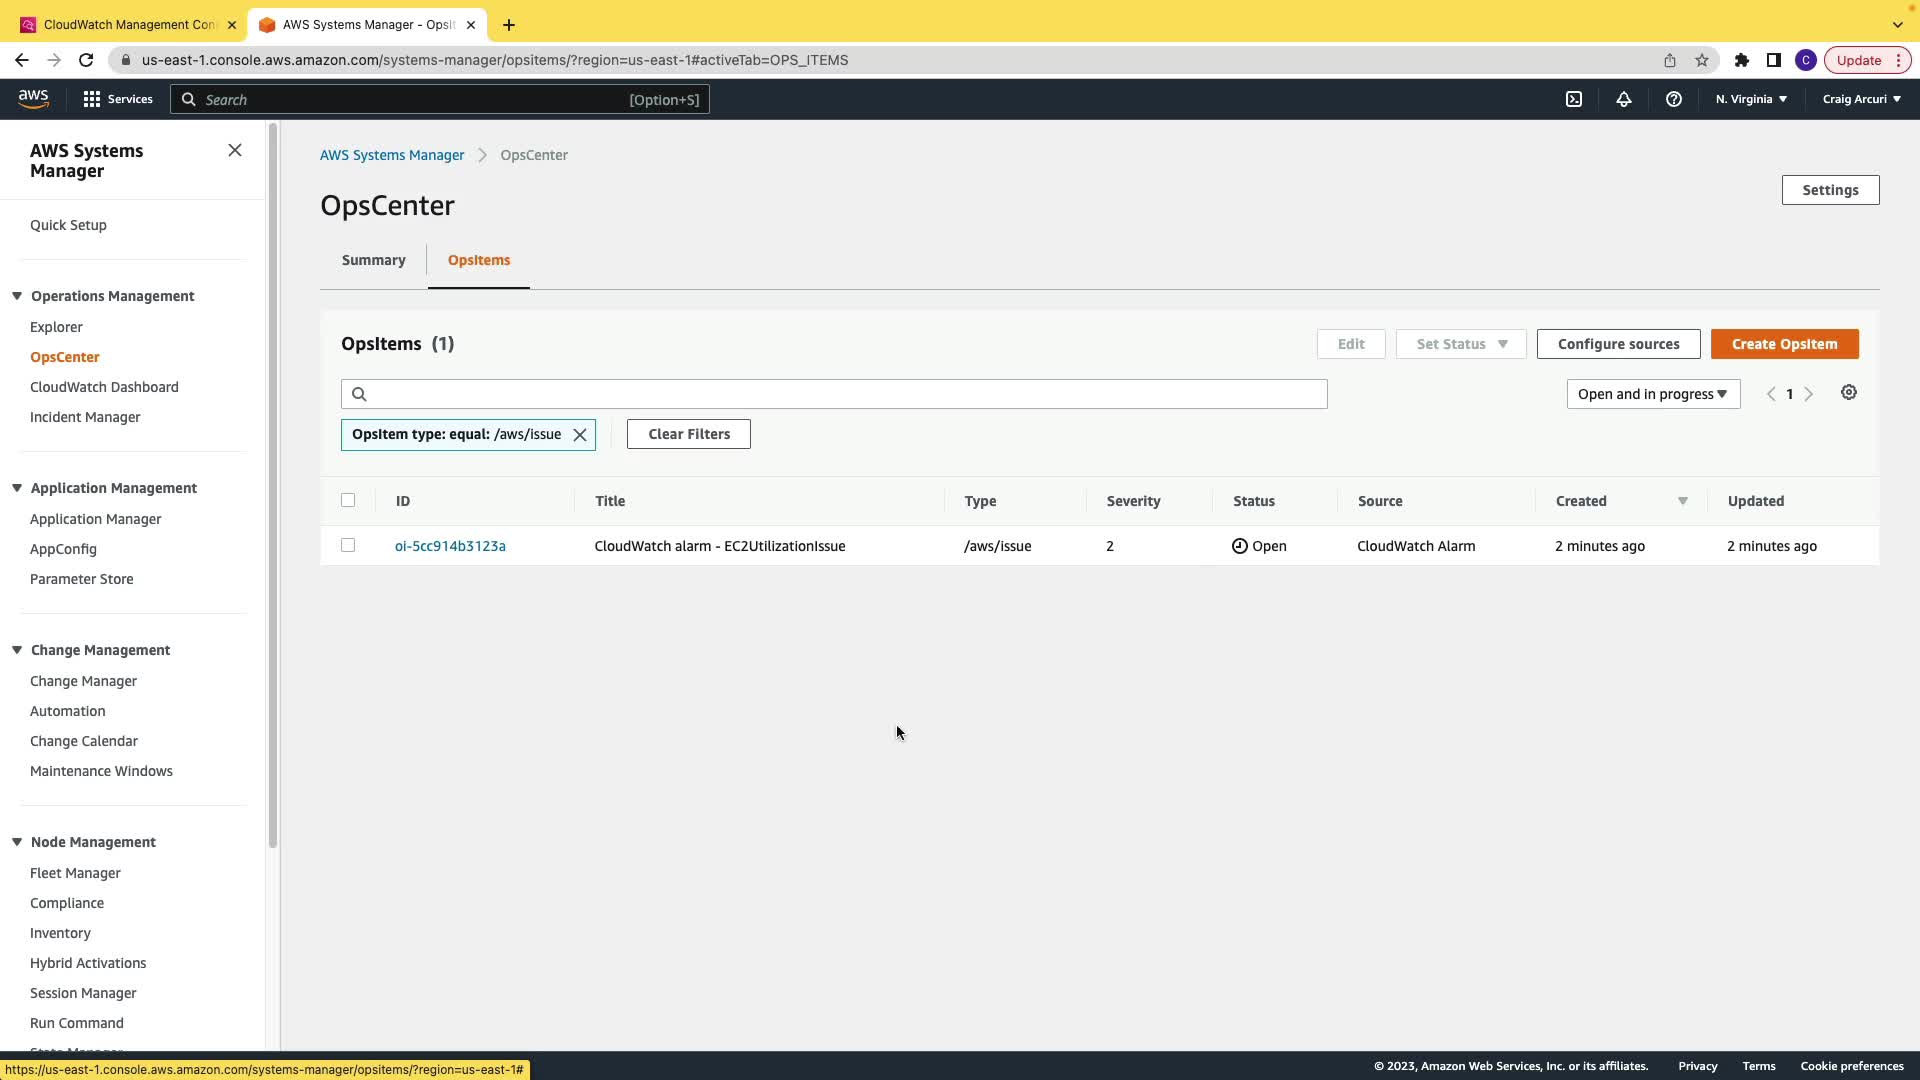 CloudWatch Management Con
AWS Systems Manager - OpsIt
us-east-1.console.aws.amazon.com/systems-manager/opsitems/?region=us-east-1#activeTab=OPS_ITEMS
C
Update
aws
Services
Search
[Option+S]
N. Virginia
Craig Arcuri
AWS Systems
Manager
Quick Setup
Operations Management
Explorer
OpsCenter
CloudWatch Dashboard
Incident Manager
Application Management
Application Manager
AppConfig
Parameter Store
Change Management
Change Manager
Automation
Change Calendar
Maintenance Windows
Node Management
Fleet Manager
Compliance
Inventory
Hybrid Activations
Session Manager
Run Command
AWS Systems Manager OpsCenter
OpsCenter
Settings
Summary
OpsItems
OpsItems (1)
Edit
Set Status
Configure sources
Create OpsItem
Open and in progress
1
OpsItem type: equal: /aws/issue
Clear Filters
ID Title Type Severity Status Source Created Updated
oi-5cc914b3123a CloudWatch alarm - EC2UtilizationIssue /aws/issue 2 Open CloudWatch Alarm 2 minutes ago 2 minutes ago
https://us-east-1.console.aws.amazon.com/systems-manager/opsitems/?region=us-east-1#
© 2023, Amazon Web Services, Inc. or its affiliates. Privacy Terms Cookie preferences